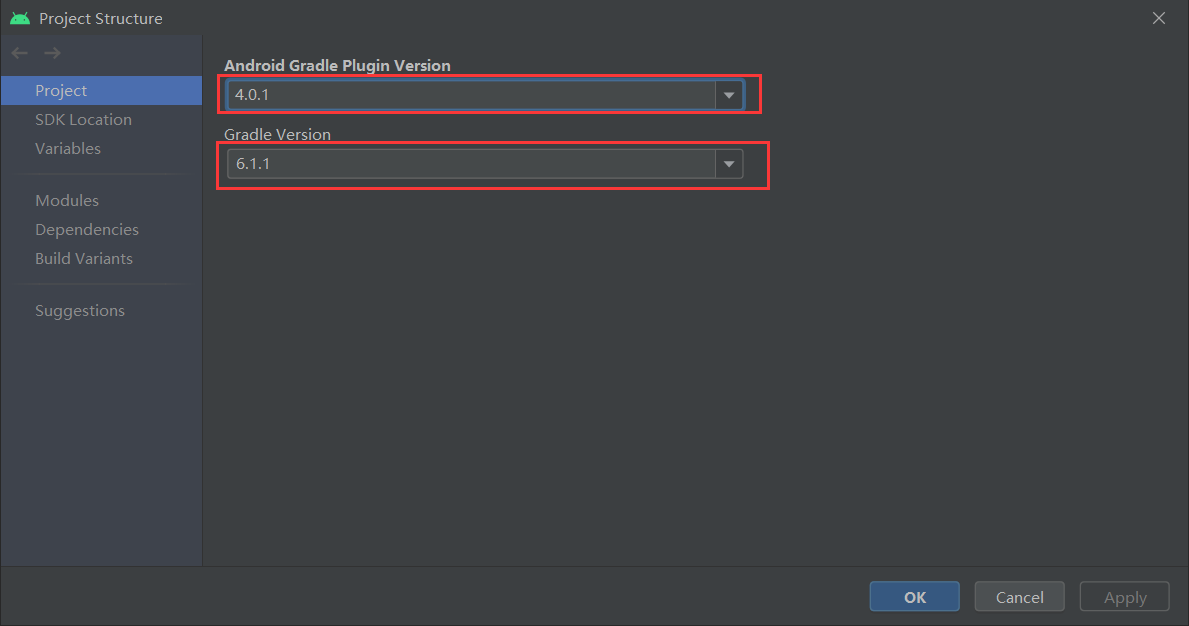 Project Structure
Project
SDK Location
Variables
Modules
Dependencies
Build Variants
Suggestions
Android Gradle Plugin Version
4.0.1
Gradle Version
6.1.1
OK
Cancel
Apply